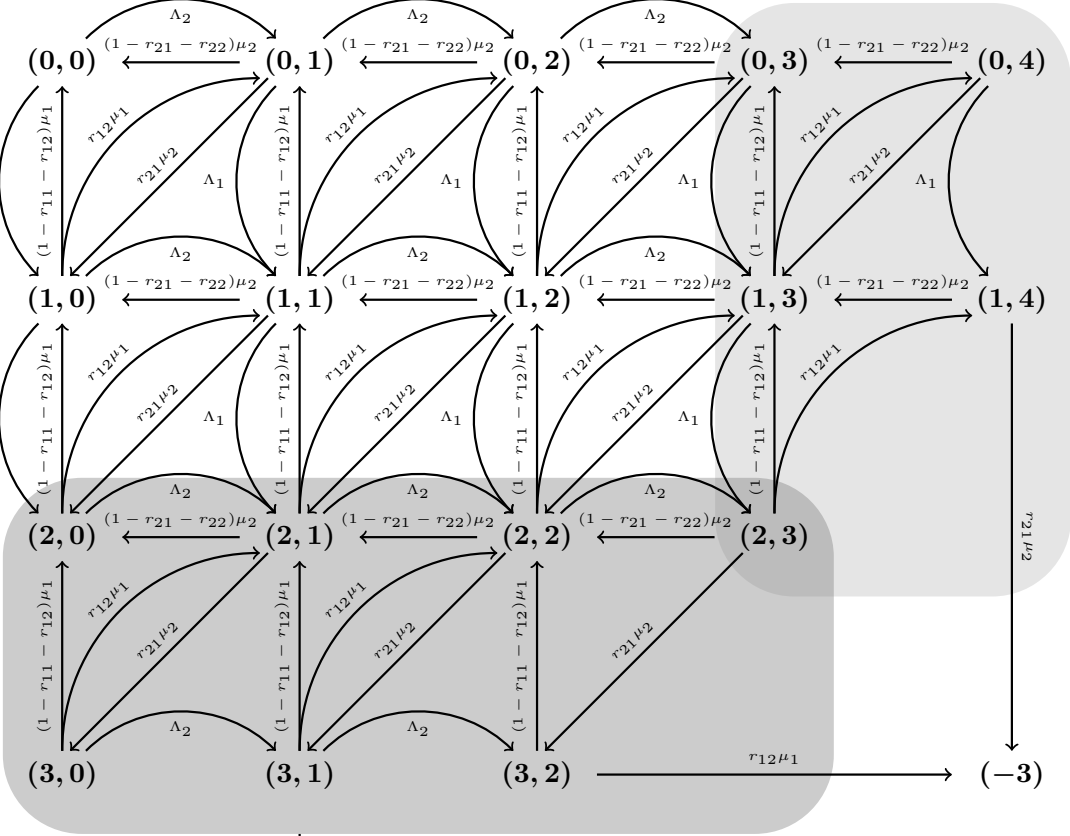 Λ₂ Λ₂ Λ₂
(1 − r₂₁ − r₂₂)μ₂ (1 − r₂₁ − r₂₂)μ₂ (1 − r₂₁ − r₂₂)μ₂ (1 − r₂₁ − r₂₂)μ₂
(0, 0) (0, 1) (0, 2) (0, 3) (0, 4)
(1 − r₁₁ − r₁₂)μ₁ r₁₂μ₁ r₂₁μ₂ Λ₁ (1 − r₁₁ − r₁₂)μ₁ r₁₂μ₁ r₂₁μ₂ Λ₁ (1 − r₁₁ − r₁₂)μ₁ r₁₂μ₁ r₂₁μ₂ Λ₁ (1 − r₁₁ − r₁₂)μ₁ r₁₂μ₁ r₂₁μ₂ Λ₁
Λ₂ Λ₂ Λ₂
(1 − r₂₁ − r₂₂)μ₂ (1 − r₂₁ − r₂₂)μ₂ (1 − r₂₁ − r₂₂)μ₂ (1 − r₂₁ − r₂₂)μ₂
(1, 0) (1, 1) (1, 2) (1, 3) (1, 4)
(1 − r₁₁ − r₁₂)μ₁ r₁₂μ₁ r₂₁μ₂ Λ₁ (1 − r₁₁ − r₁₂)μ₁ r₁₂μ₁ r₂₁μ₂ Λ₁ (1 − r₁₁ − r₁₂)μ₁ r₁₂μ₁ r₂₁μ₂ Λ₁ (1 − r₁₁ − r₁₂)μ₁ r₁₂μ₁
Λ₂ Λ₂ Λ₂
(1 − r₂₁ − r₂₂)μ₂ (1 − r₂₁ − r₂₂)μ₂ (1 − r₂₁ − r₂₂)μ₂
(2, 0) (2, 1) (2, 2) (2, 3) r₂₁μ₂
(1 − r₁₁ − r₁₂)μ₁ r₁₂μ₁ r₂₁μ₂ (1 − r₁₁ − r₁₂)μ₁ r₁₂μ₁ r₂₁μ₂ (1 − r₁₁ − r₁₂)μ₁ r₂₁μ₂
Λ₂ Λ₂ r₁₂μ₁
(3, 0) (3, 1) (3, 2) (−3)